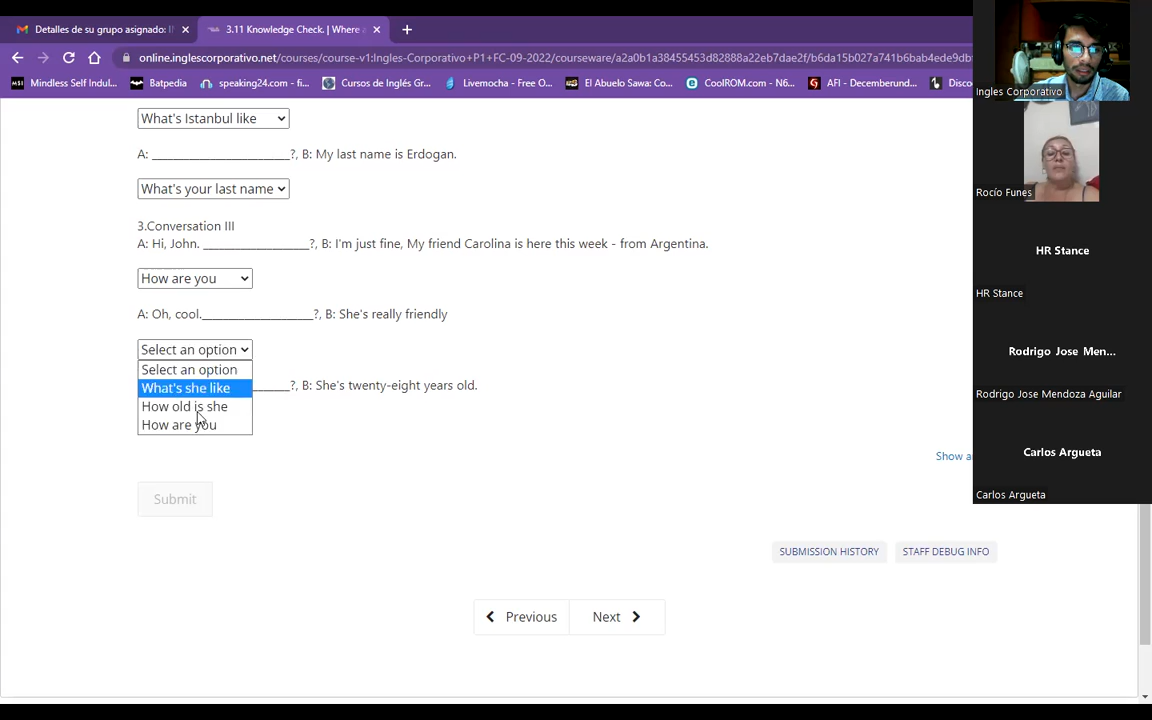 Detalles de su grupo asignado: I
3.11 Knowledge Check. | Where a
online.inglescorporativo.net/courses/course-v1:Ingles-Corporativo+P1+FC-09-2022/courseware/a2a0b1a38455453d82888a22eb7dae2f/b6da15b027a741b6bab4ede9db
Mindless Self Indul...
Batpedia
speaking24.com - fi...
Cursos de Inglés Gr...
Livemocha - Free O...
El Abuelo Sawa: Co...
CoolROM.com - N6...
AFI - Decemberund...
Disco
What's Istanbul like
A: ________________________?, B: My last name is Erdogan.
What's your last name
3.Conversation III
A: Hi, John. ___________________?, B: I'm just fine, My friend Carolina is here this week - from Argentina.
How are you
A: Oh, cool.____________________?, B: She's really friendly
Select an option
Select an option
What's she like
How old is she
How are you
_______?, B: She's twenty-eight years old.
Show a
Submit
SUBMISSION HISTORY
STAFF DEBUG INFO
Previous
Next
Ingles Corporativo
Rocío Funes
HR Stance
HR Stance
Rodrigo Jose Men...
Rodrigo Jose Mendoza Aguilar
Carlos Argueta
Carlos Argueta